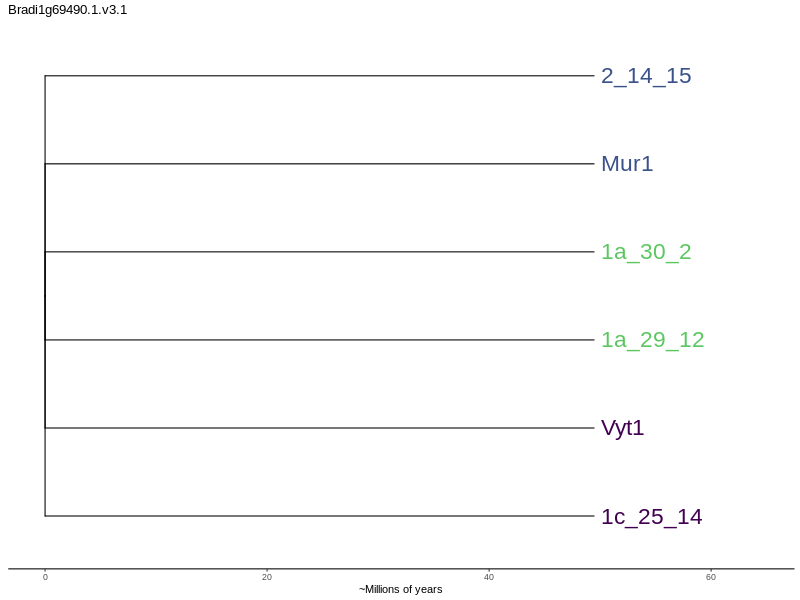 Bradi1g69490.1.v3.1
2_14_15
Mur1
1a_30_2
1a_29_12
Vyt1
1c_25_14
0 20 40 60
~Millions of years